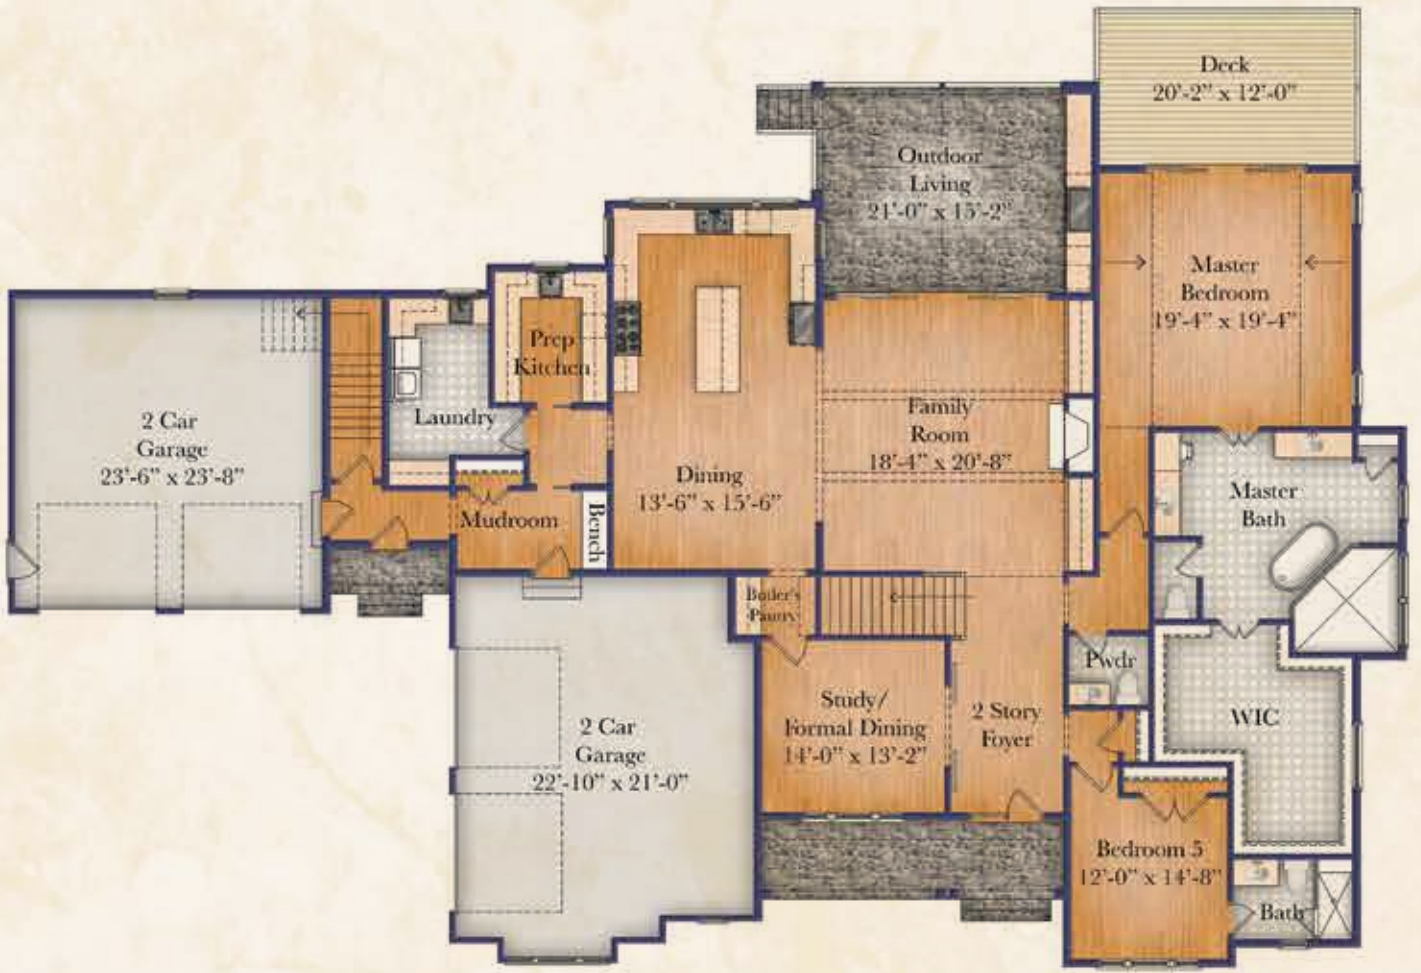 Deck
20'-2" x 12'-0"
Outdoor
Living
21'-0" x 15'-2"
Master
Bedroom
19'-4" x 19'-4"
Prep
Kitchen
Laundry
2 Car
Garage
23'-6" x 23'-8"
Family
Room
18'-4" x 20'-8"
Dining
13'-6" x 15'-6"
Master
Bath
Mudroom
Bench
Butler's
Pantry
Pwdr
Study/
Formal Dining
14'-0" x 13'-2"
2 Story
Foyer
WIC
2 Car
Garage
22'-10" x 21'-0"
Bedroom 5
12'-0" x 14'-8"
Bath